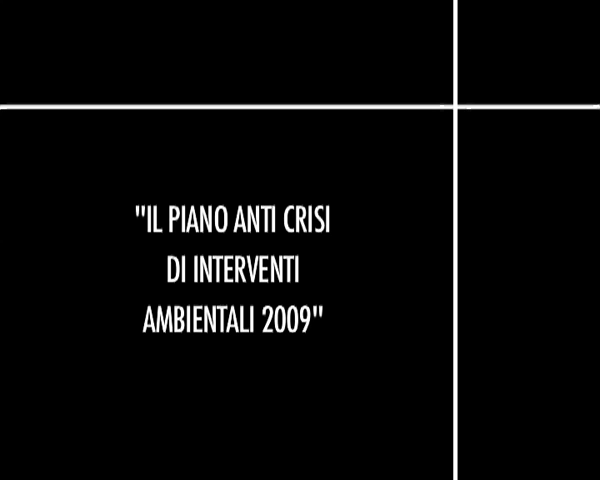 "IL PIANO ANTI CRISI
DI INTERVENTI
AMBIENTALI 2009"